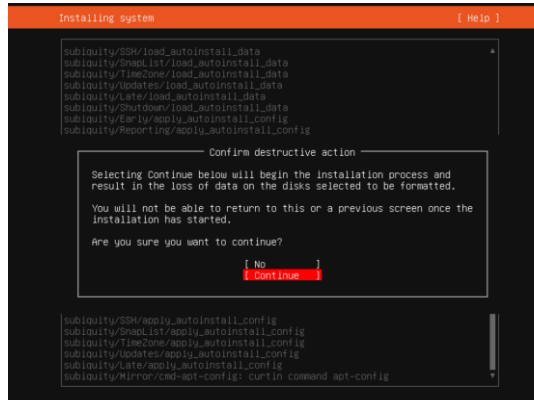 Installing system [ Help ]
subiquity/SSH/load_autoinstall_data
subiquity/SnapList/load_autoinstall_data
subiquity/TimeZone/load_autoinstall_data
subiquity/Updates/load_autoinstall_data
subiquity/Late/load_autoinstall_data
subiquity/Shutdown/load_autoinstall_data
subiquity/Early/apply_autoinstall_config
subiquity/Reporting/apply_autoinstall_config
Confirm destructive action
Selecting Continue below will begin the installation process and
result in the loss of data on the disks selected to be formatted.
You will not be able to return to this or a previous screen once the
installation has started.
Are you sure you want to continue?
[ No ]
[ Continue ]
subiquity/SSH/apply_autoinstall_config
subiquity/SnapList/apply_autoinstall_config
subiquity/TimeZone/apply_autoinstall_config
subiquity/Updates/apply_autoinstall_config
subiquity/Late/apply_autoinstall_config
subiquity/Mirror/cmd-apt-config: curtin command apt-config